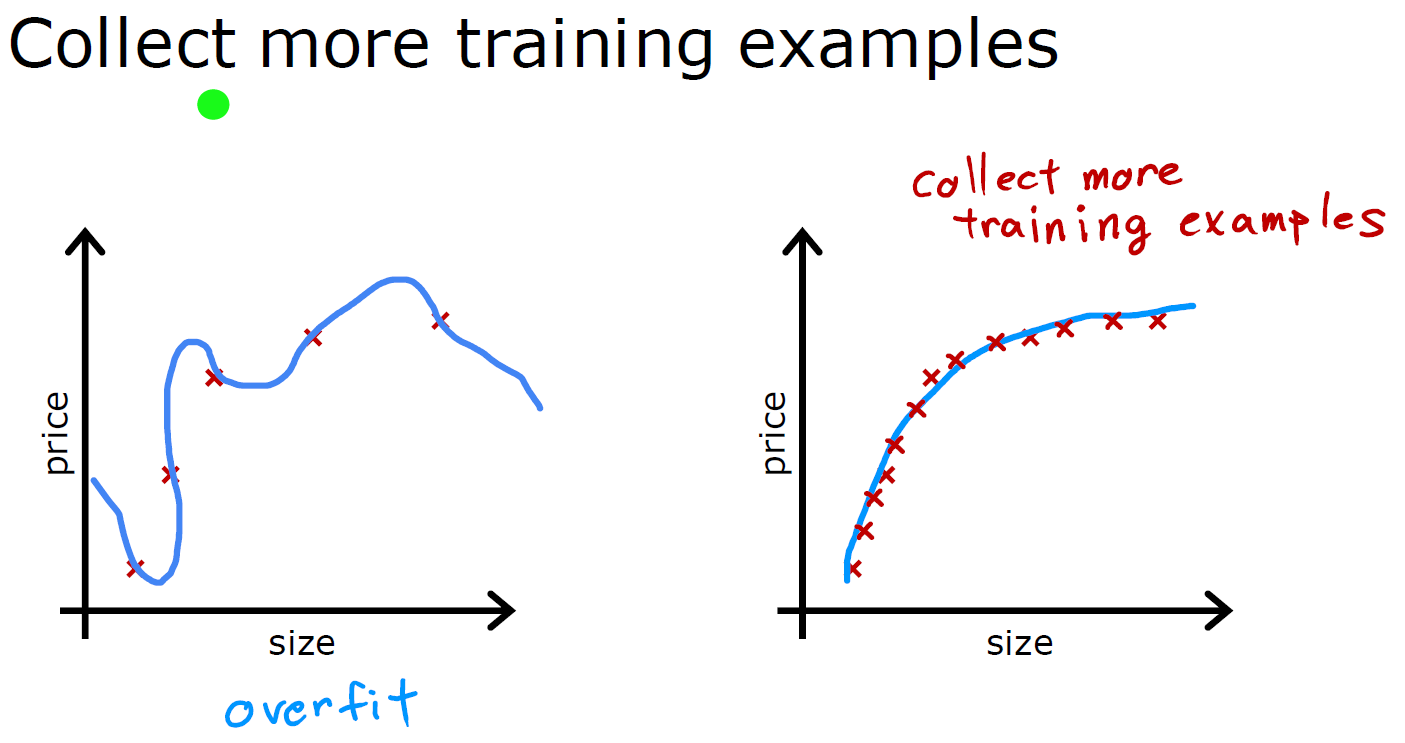 Collect more training examples
price
size
overfit
collect more
training examples
price
size